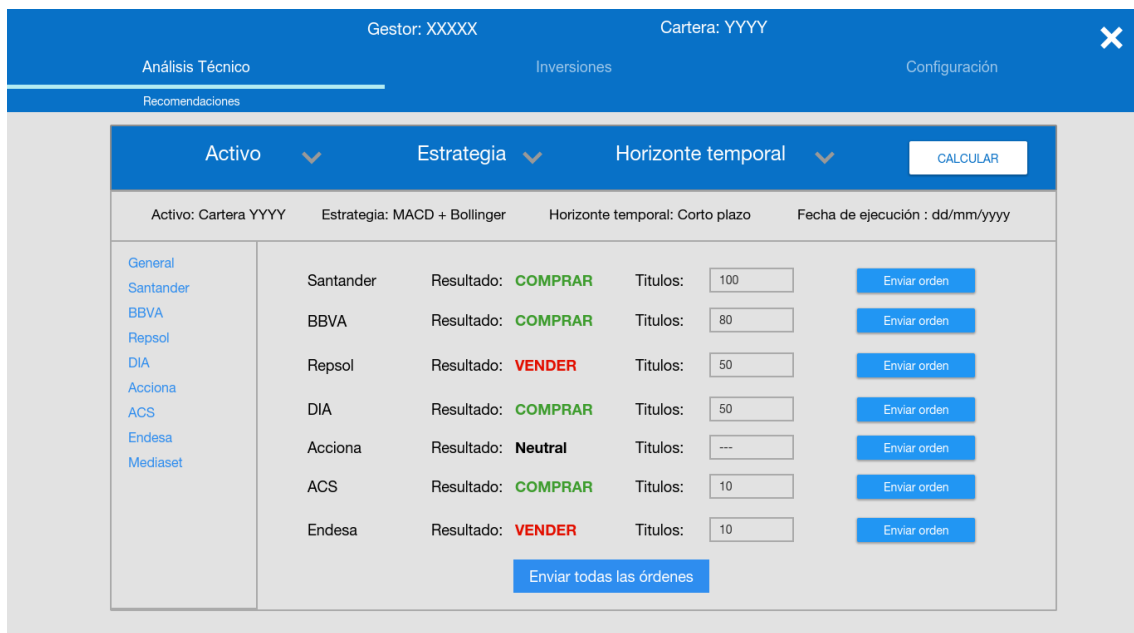 Gestor: XXXXX Cartera: YYYY
Análisis Técnico Inversiones Configuración
Recomendaciones
Activo Estrategia Horizonte temporal CALCULAR
Activo: Cartera YYYY Estrategia: MACD + Bollinger Horizonte temporal: Corto plazo Fecha de ejecución : dd/mm/yyyy
General
Santander
BBVA
Repsol
DIA
Acciona
ACS
Endesa
Mediaset
Santander Resultado: COMPRAR Titulos: 100 Enviar orden
BBVA Resultado: COMPRAR Titulos: 80 Enviar orden
Repsol Resultado: VENDER Titulos: 50 Enviar orden
DIA Resultado: COMPRAR Titulos: 50 Enviar orden
Acciona Resultado: Neutral Titulos: --- Enviar orden
ACS Resultado: COMPRAR Titulos: 10 Enviar orden
Endesa Resultado: VENDER Titulos: 10 Enviar orden
Enviar todas las órdenes